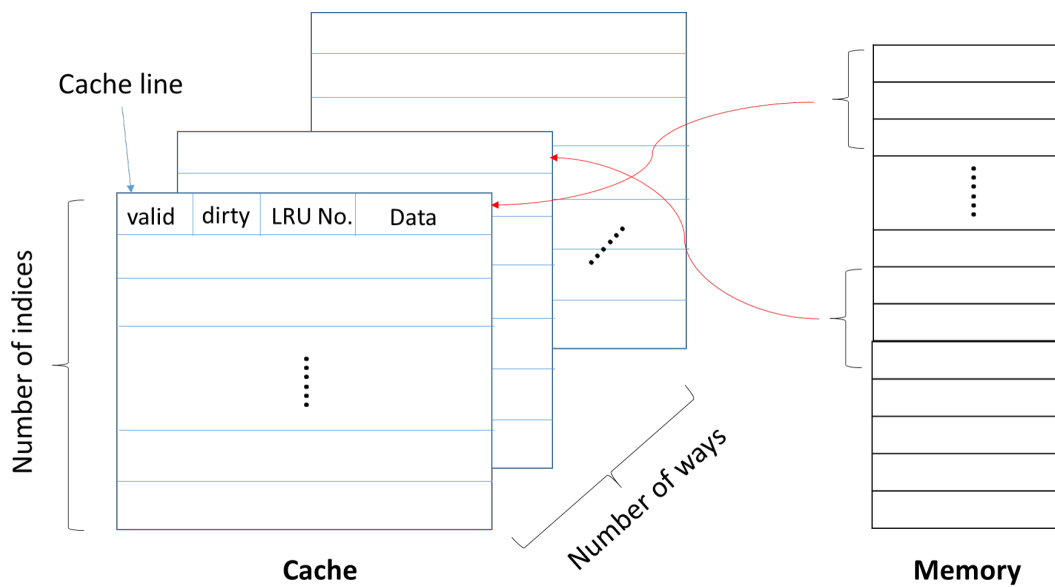 Cache line
valid
dirty
LRU No.
Data
Number of indices
Number of ways
Cache
Memory